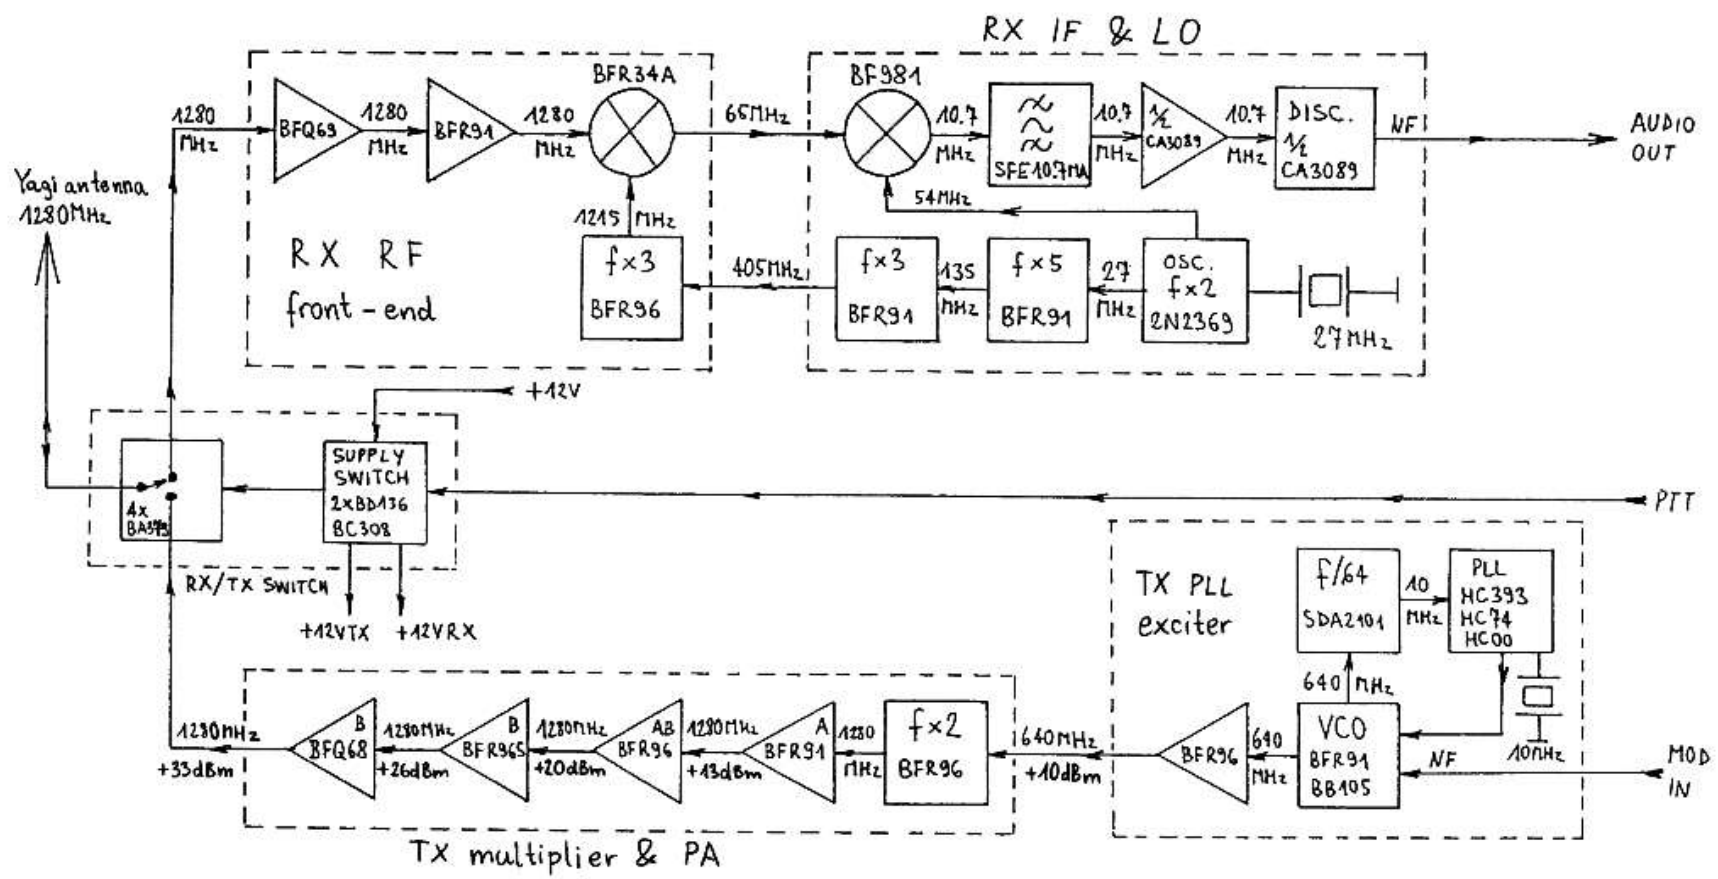 RX IF & LO
BFR34A
BF981
1280
MHz
BFQ69
1280
MHz
BFR91
1280
MHz
65MHz
10.7
MHz
SFE10.7MA
10.7
MHz
1/2
CA3089
10.7
MHz
DISC.
1/2
CA3089
NF
AUDIO
OUT
Yagi antenna
1280MHz
RX RF
front-end
1215 MHz
f×3
BFR96
405MHz
54MHz
f×3
BFR91
135
MHz
f×5
BFR91
27
MHz
OSC.
f×2
2N2369
27MHz
+12V
SUPPLY
SWITCH
2×BD136
BC308
4x
BA379
RX/TX SWITCH
+12VTX
+12VRX
PTT
TX PLL
exciter
f/64
SDA2101
10
MHz
PLL
HC393
HC74
HC00
640 MHz
10MHz
VCO
BFR91
BB105
NF
MOD
IN
640
MHz
BFR96
640MHz
+10dBm
f×2
BFR96
1280
MHz
A
BFR91
1280MHz
+13dBm
AB
BFR96
1280MHz
+20dBm
B
BFR96S
1280MHz
+26dBm
B
BFQ68
1280MHz
+33dBm
TX multiplier & PA